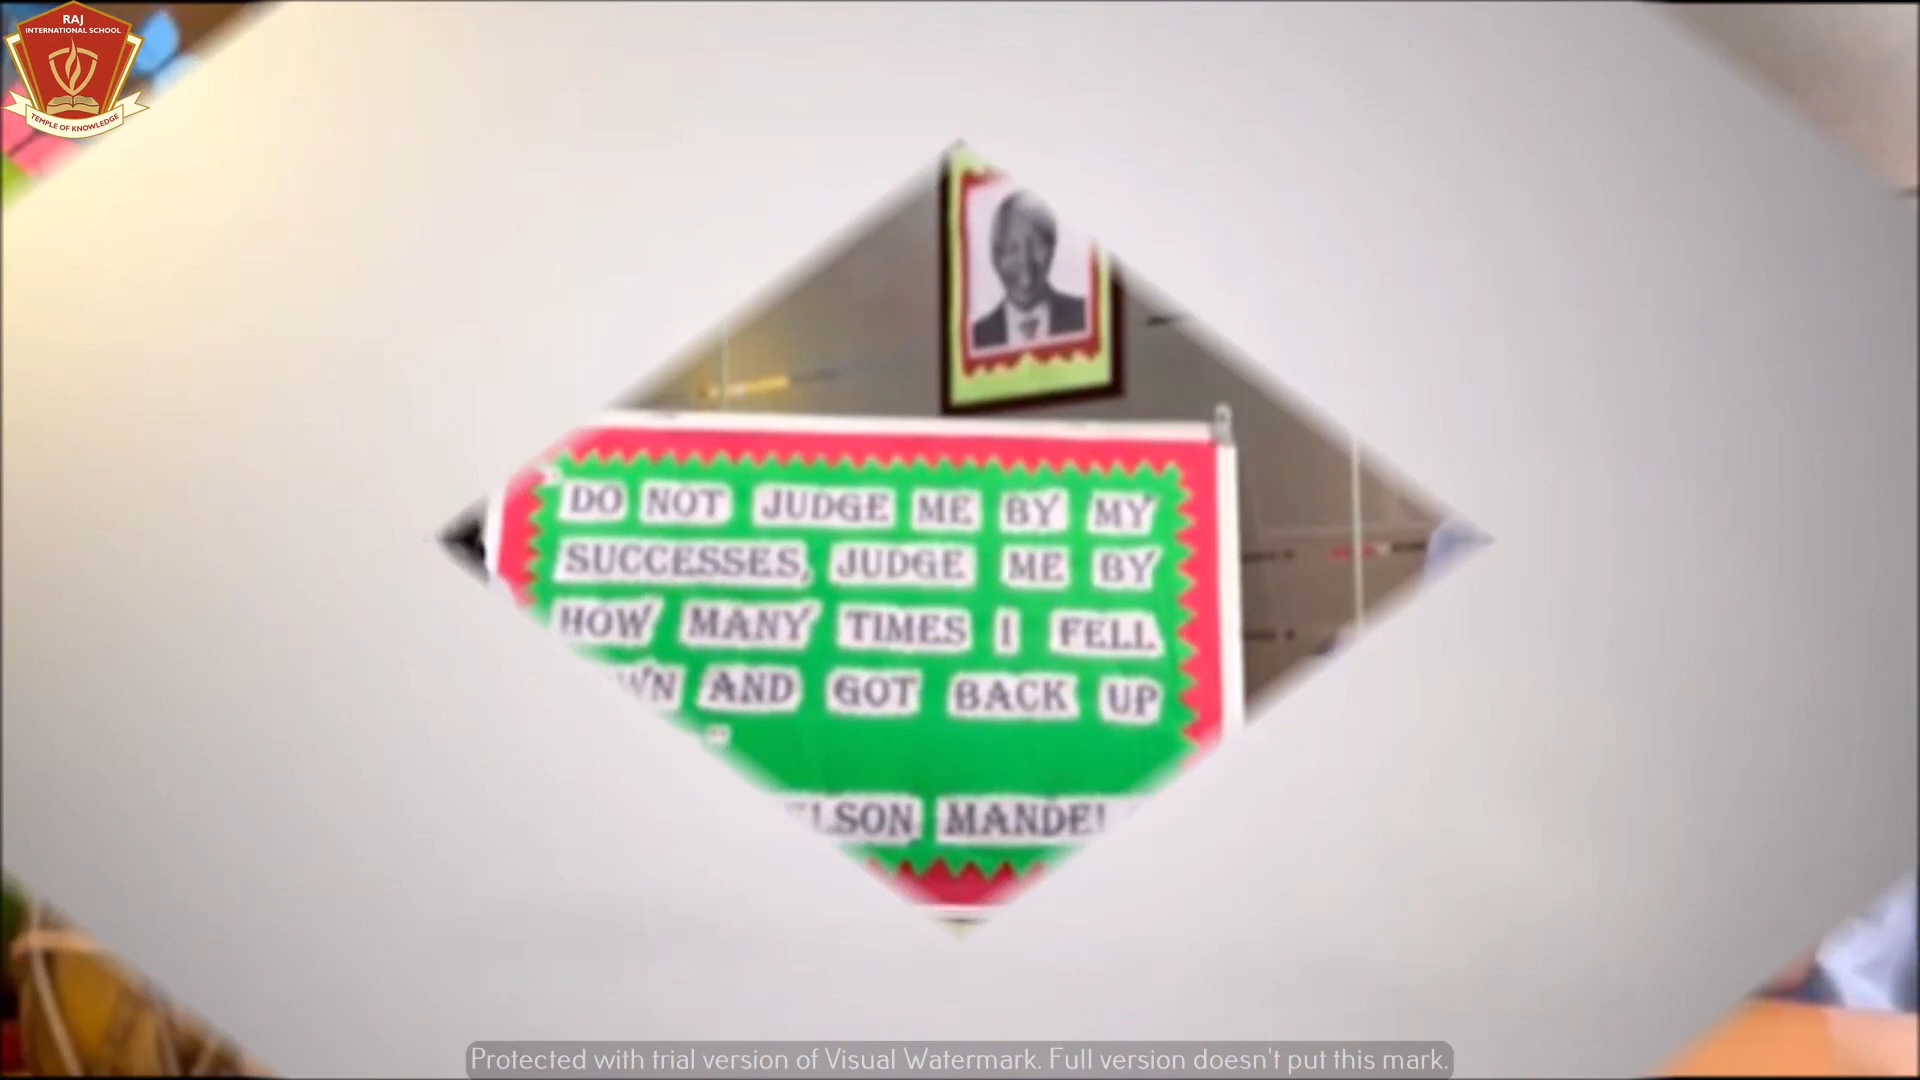 RAJ
INTERNATIONAL SCHOOL
TEMPLE OF KNOWLEDGE
DO NOT JUDGE ME BY MY
SUCCESSES, JUDGE ME BY
HOW MANY TIMES I FELL
AND GOT BACK UP
"
Protected with trial version of Visual Watermark. Full version doesn't put this mark.